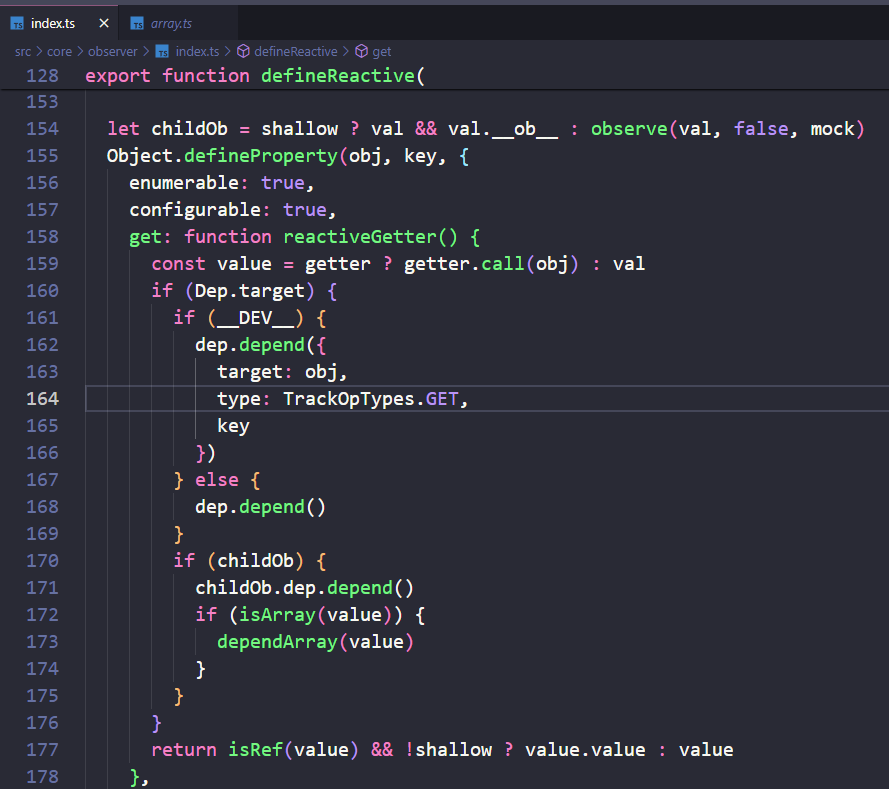 TS index.ts × TS array.ts
src > core > observer > TS index.ts > defineReactive > get
128 export function defineReactive(
153
154 let childOb = shallow ? val && val.__ob__ : observe(val, false, mock)
155 Object.defineProperty(obj, key, {
156 enumerable: true,
157 configurable: true,
158 get: function reactiveGetter() {
159 const value = getter ? getter.call(obj) : val
160 if (Dep.target) {
161 if (__DEV__) {
162 dep.depend({
163 target: obj,
164 type: TrackOpTypes.GET,
165 key
166 })
167 } else {
168 dep.depend()
169 }
170 if (childOb) {
171 childOb.dep.depend()
172 if (isArray(value)) {
173 dependArray(value)
174 }
175 }
176 }
177 return isRef(value) && !shallow ? value.value : value
178 },